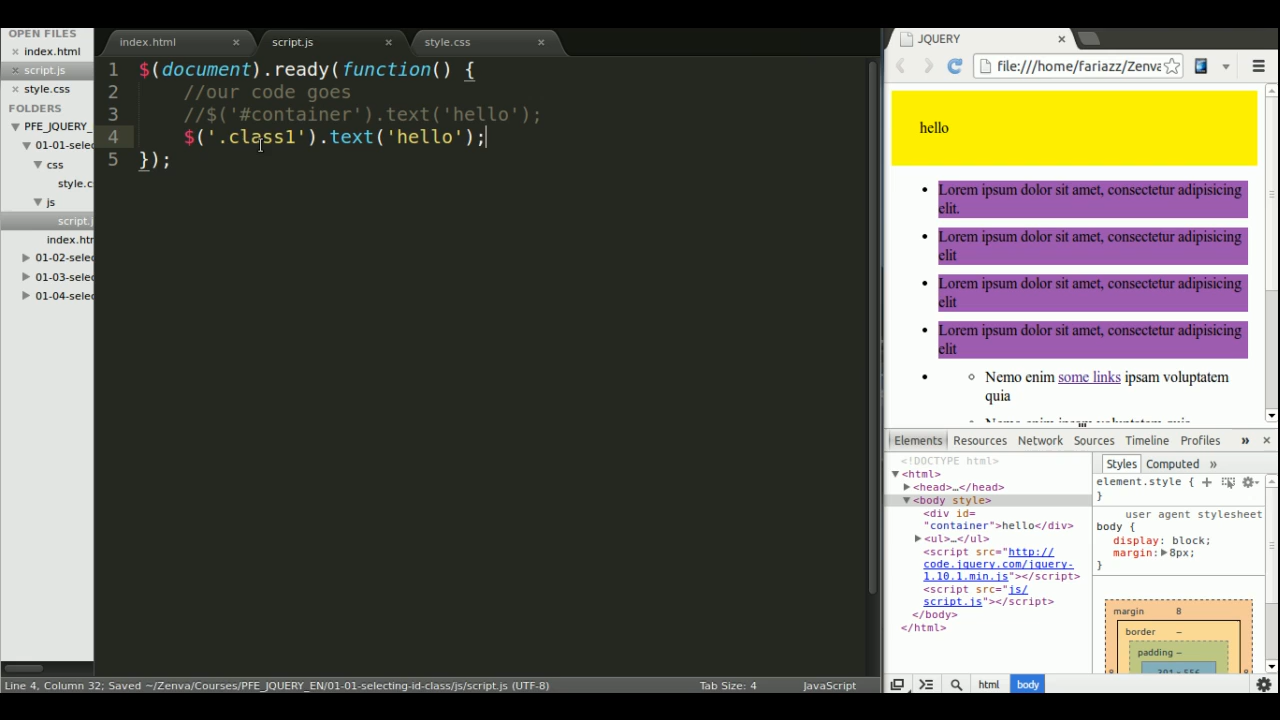 OPEN FILES
index.html
script.js
style.css
FOLDERS
PFE_JQUERY_
01-01-selec
css
style.c
js
script.j
index.htm
01-02-selec
01-03-selec
01-04-selec
index.html
script.js
style.css
1 $(document).ready(function() {
2 //our code goes
3 //$('#container').text('hello');
4 $('.class1').text('hello');
5 });
Line 4, Column 32; Saved ~/Zenva/Courses/PFE_JQUERY_EN/01-01-selecting-id-class/js/script.js (UTF-8)
Tab Size: 4
JavaScript
JQUERY
file:///home/fariazz/Zenva
hello
Lorem ipsum dolor sit amet, consectetur adipisicing
elit.
Lorem ipsum dolor sit amet, consectetur adipisicing
elit
Lorem ipsum dolor sit amet, consectetur adipisicing
elit
Lorem ipsum dolor sit amet, consectetur adipisicing
elit
Nemo enim some links ipsam voluptatem
quia
Elements Resources Network Sources Timeline Profiles »
<!DOCTYPE html>
<html>
<head>…</head>
<body style>
<div id=
"container">hello</div>
<ul>…</ul>
<script src="http://
code.jquery.com/jquery-
1.10.1.min.js"></script>
<script src="js/
script.js"></script>
</body>
</html>
Styles Computed »
element.style {
}
user agent stylesheet
body {
display: block;
margin: 8px;
}
margin 8
border –
padding –
html body